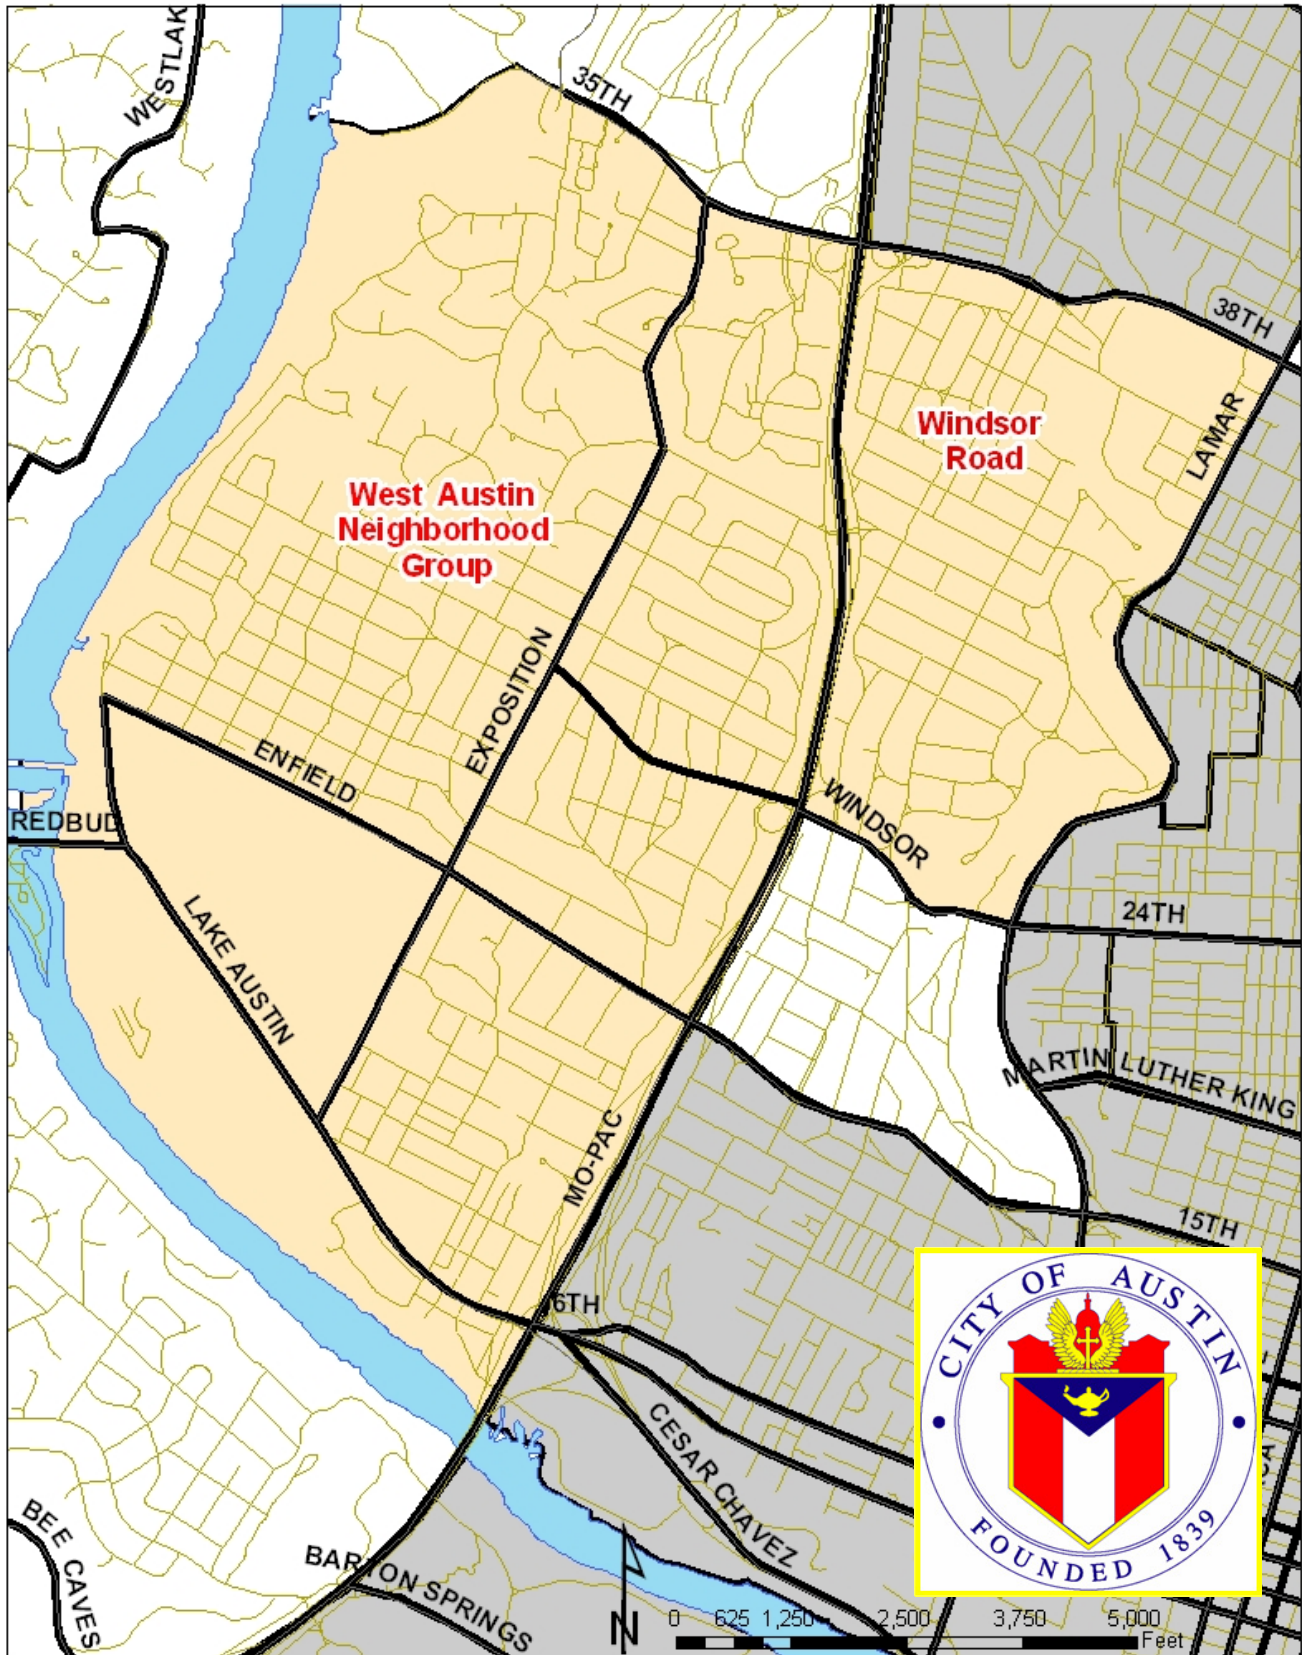 WESTLAK
35TH
38TH
LAMAR
Windsor
Road
West Austin
Neighborhood
Group
EXPOSITION
ENFIELD
WINDSOR
REDBUD
24TH
LAKE AUSTIN
MARTIN LUTHER KING
MO-PAC
15TH
6TH
CITY OF AUSTIN
FOUNDED 1839
CESAR CHAVEZ
BEE CAVES
BARTON SPRINGS
N
0 625 1,250 2,500 3,750 5,000
Feet